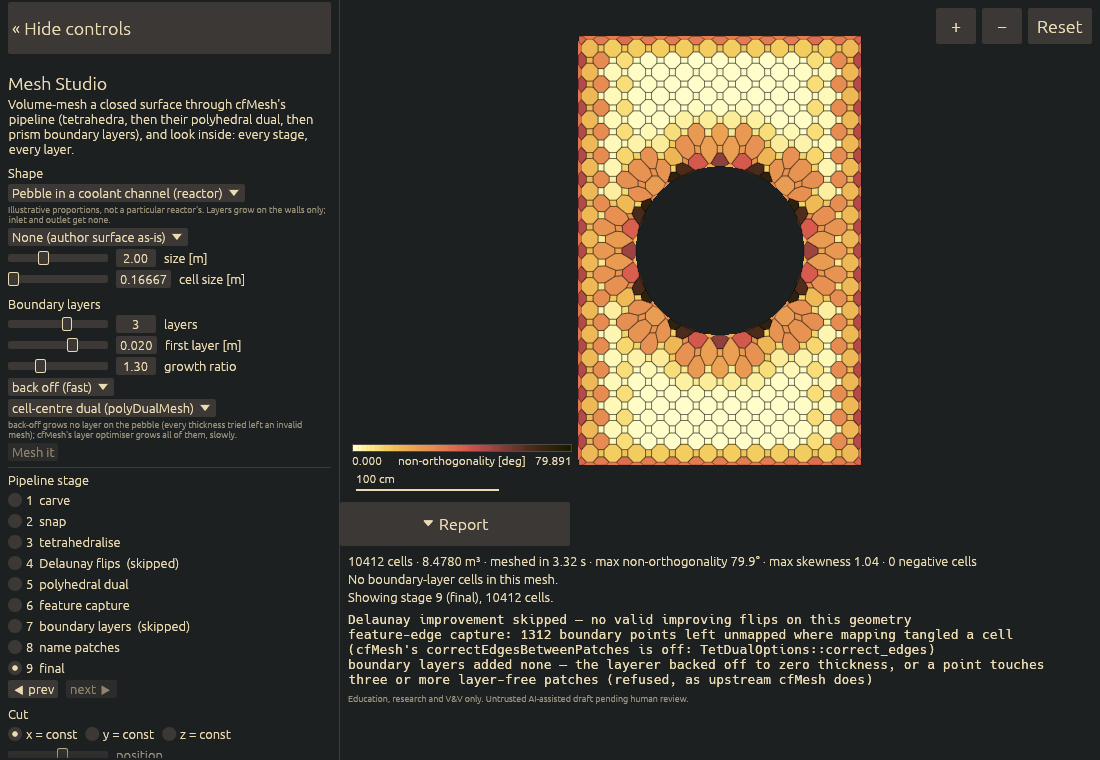 « Hide controls
+
−
Reset
Mesh Studio
Volume-mesh a closed surface through cfMesh's
pipeline (tetrahedra, then their polyhedral dual, then
prism boundary layers), and look inside: every stage,
every layer.
Shape
Pebble in a coolant channel (reactor)
Illustrative proportions, not a particular reactor's. Layers grow on the walls only;
inlet and outlet get none.
None (author surface as-is)
2.00 size [m]
0.16667 cell size [m]
Boundary layers
3 layers
0.020 first layer [m]
1.30 growth ratio
back off (fast)
cell-centre dual (polyDualMesh)
back-off grows no layer on the pebble (every thickness tried left an invalid
mesh); cfMesh's layer optimiser grows all of them, slowly.
Mesh it
Pipeline stage
1 carve
2 snap
3 tetrahedralise
4 Delaunay flips (skipped)
5 polyhedral dual
6 feature capture
7 boundary layers (skipped)
8 name patches
9 final
◀ prev next ▶
Cut
x = const y = const z = const
position
0.000 non-orthogonality [deg] 79.891
100 cm
Report
10412 cells · 8.4780 m³ · meshed in 3.32 s · max non-orthogonality 79.9° · max skewness 1.04 · 0 negative cells
No boundary-layer cells in this mesh.
Showing stage 9 (final), 10412 cells.
Delaunay improvement skipped — no valid improving flips on this geometry
feature-edge capture: 1312 boundary points left unmapped where mapping tangled a cell
(cfMesh's correctEdgesBetweenPatches is off: TetDualOptions::correct_edges)
boundary layers added none — the layerer backed off to zero thickness, or a point touches
three or more layer-free patches (refused, as upstream cfMesh does)
Education, research and V&V only. Untrusted AI-assisted draft pending human review.